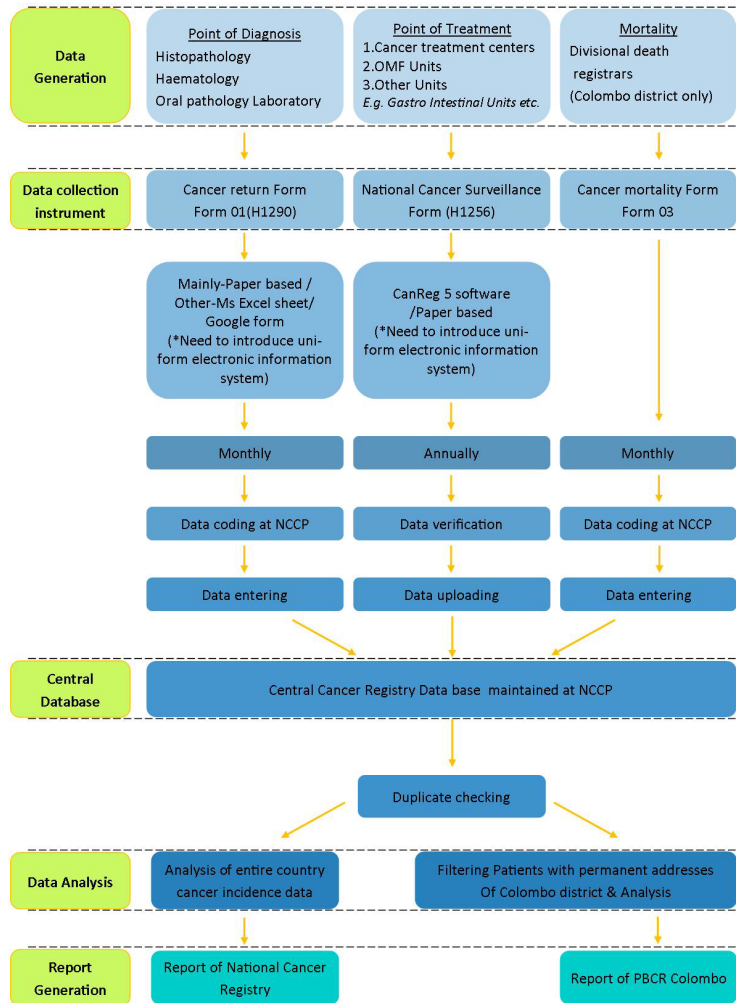 Data
Generation
Point of Diagnosis
Histopathology
Haematology
Oral pathology Laboratory
Point of Treatment
1.Cancer treatment centers
2.OMF Units
3.Other Units
E.g. Gastro Intestinal Units etc.
Mortality
Divisional death
registrars
(Colombo district only)
Data collection
instrument
Cancer return Form
Form 01(H1290)
National Cancer Surveillance
Form (H1256)
Cancer mortality Form
Form 03
Mainly-Paper based /
Other-Ms Excel sheet/
Google form
(*Need to introduce uni-
form electronic information
system)
CanReg 5 software
/Paper based
(*Need to introduce uni-
form electronic information
system)
Monthly
Annually
Monthly
Data coding at NCCP
Data verification
Data coding at NCCP
Data entering
Data uploading
Data entering
Central
Database
Central Cancer Registry Data base maintained at NCCP
Duplicate checking
Data Analysis
Analysis of entire country
cancer incidence data
Filtering Patients with permanent addresses
Of Colombo district & Analysis
Report
Generation
Report of National Cancer
Registry
Report of PBCR Colombo